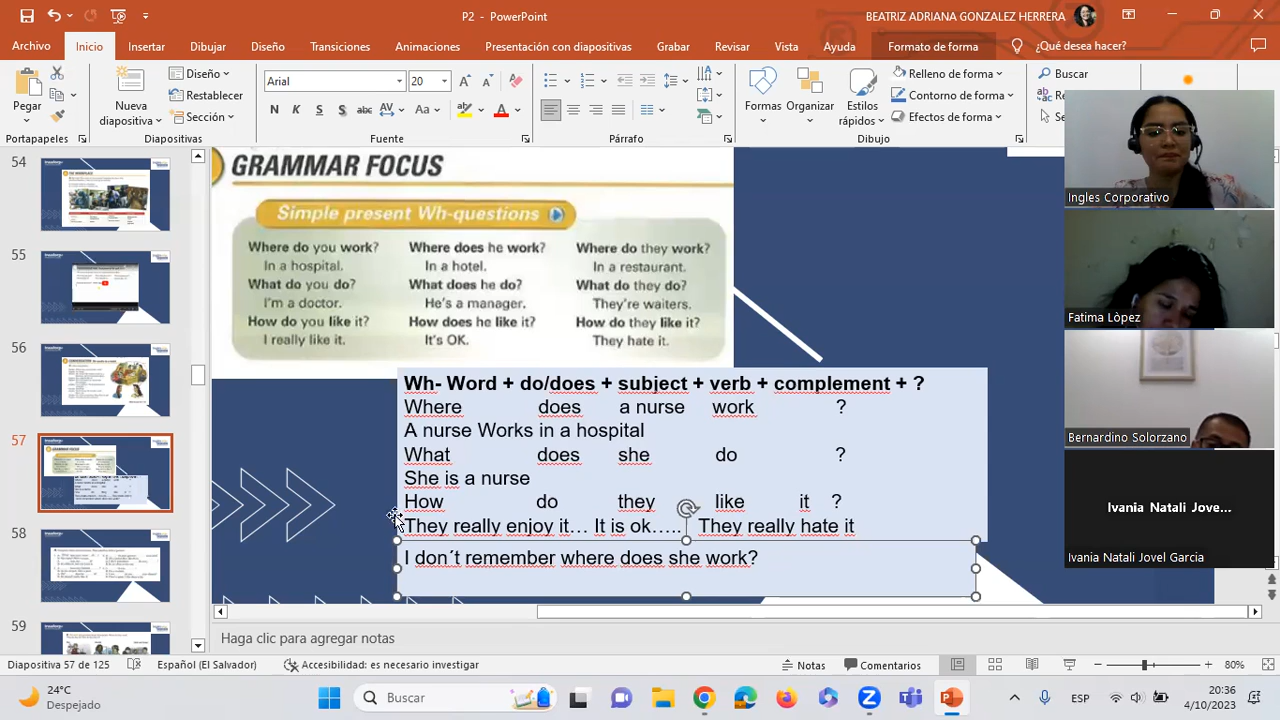 P2 - PowerPoint
BEATRIZ ADRIANA GONZALEZ HERRERA
Archivo Inicio Insertar Dibujar Diseño Transiciones Animaciones Presentación con diapositivas Grabar Revisar Vista Ayuda Formato de forma ¿Qué desea hacer?
Pegar
Portapapeles
Nueva diapositiva
Diseño
Restablecer
Sección
Diapositivas
Arial 20
N K S S abc AV Aa A
Fuente
Párrafo
Formas
Organizar
Estilos rápidos
Relleno de forma
Contorno de forma
Efectos de forma
Dibujo
Buscar
54
55
56
57
58
59
GRAMMAR FOCUS
Simple present Wh-questions
Where do you work? Where does he work? Where do they work?
In a hospital. In a hotel. In a restaurant.
What do you do? What does he do? What do they do?
I'm a doctor. He's a manager. They're waiters.
How do you like it? How does he like it? How do they like it?
I really like it. It's OK. They hate it.
Wh- Word + do/does + subject + verb + complement + ?
Where does a nurse work ?
A nurse Works in a hospital
What does she do ?
She is a nurse
How do they like it ?
They really enjoy it… It is ok….. They really hate it
I don´t remember where does she work?
Ingles Corporativo
Fatima López
Bernardino Solorzano
Ivania Natali Jove...
Ivania Natali Jovel Garcia
Haga clic para agregar notas
Diapositiva 57 de 125 Español (El Salvador) Accesibilidad: es necesario investigar Notas Comentarios 80%
24°C
Despejado
Buscar
ESP
20:36
4/10/2023